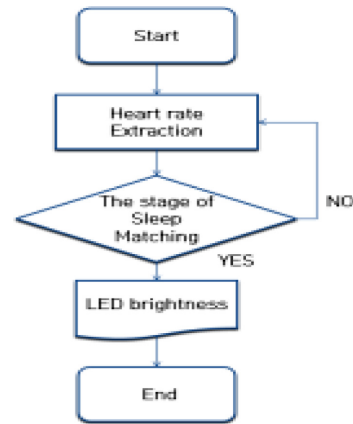 Start
Heart rate
Extraction
The stage of
Sleep
Matching
NO
YES
LED brightness
End